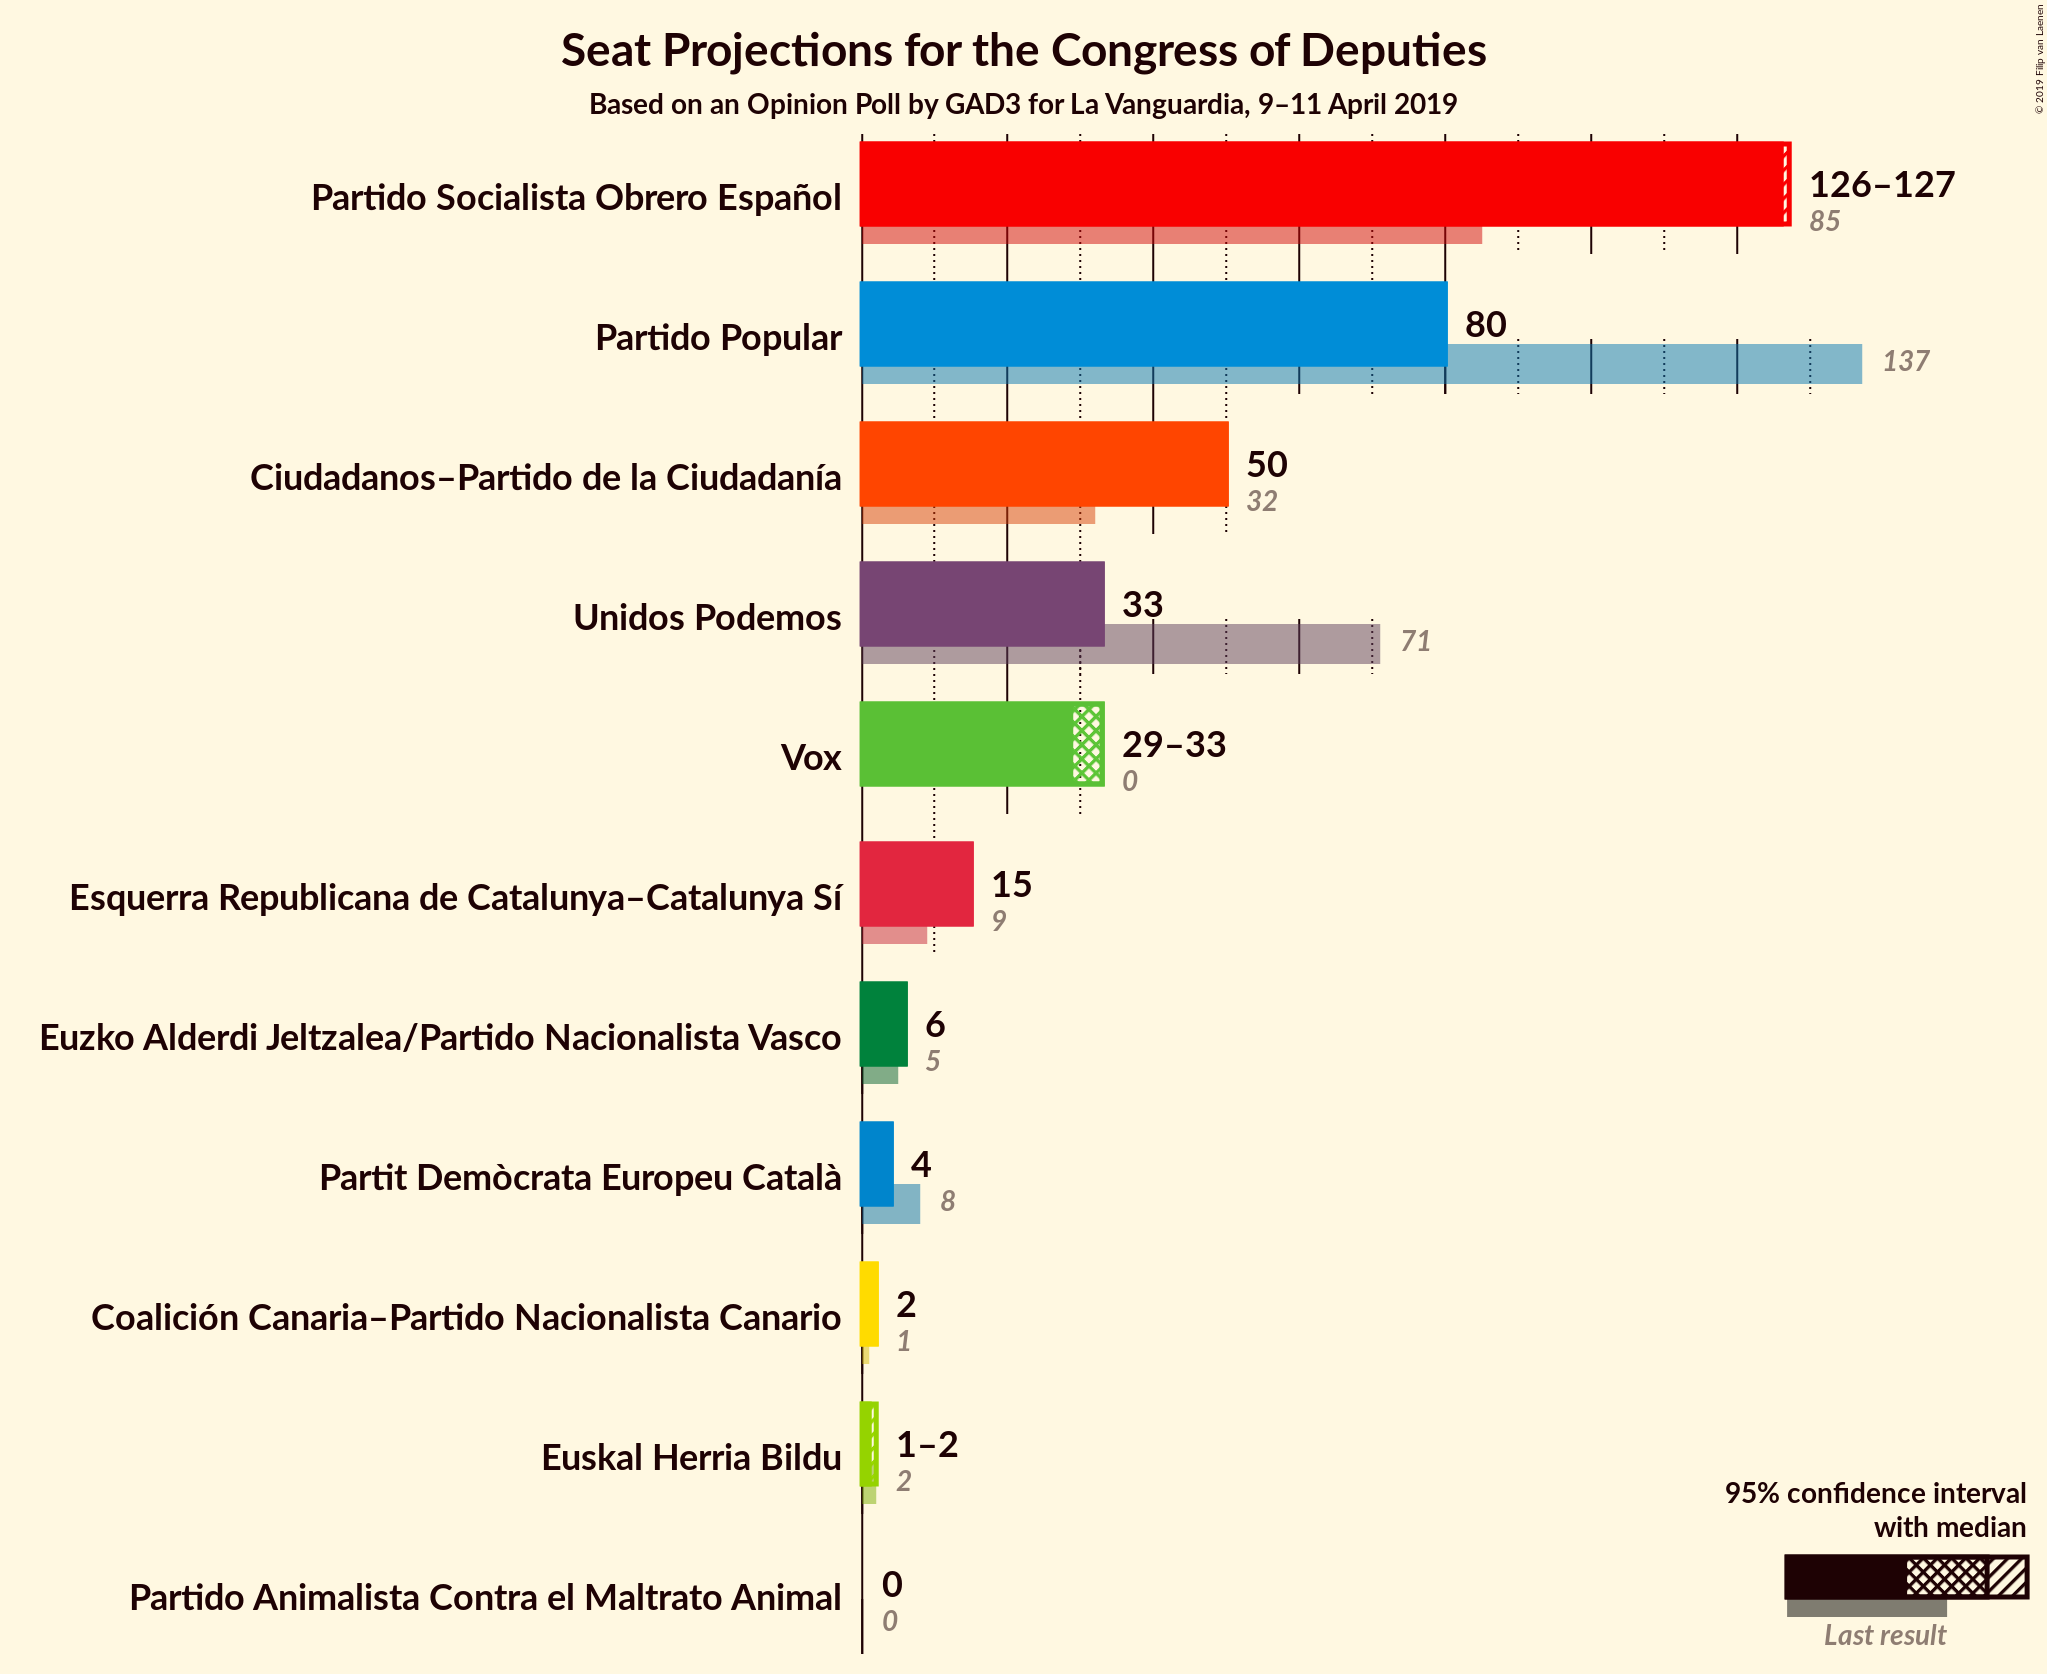 Seat Projections for the Congress of Deputies
Based on an Opinion Poll by GAD3 for La Vanguardia, 9–11 April 2019
© 2019 Filip van Laenen
Partido Socialista Obrero Español
126–127
85
Partido Popular
80
137
Ciudadanos–Partido de la Ciudadanía
50
32
Unidos Podemos
33
71
Vox
29–33
0
Esquerra Republicana de Catalunya–Catalunya Sí
15
9
Euzko Alderdi Jeltzalea/Partido Nacionalista Vasco
6
5
Partit Demòcrata Europeu Català
4
8
Coalición Canaria–Partido Nacionalista Canario
2
1
Euskal Herria Bildu
1–2
2
Partido Animalista Contra el Maltrato Animal
0
0
95% confidence interval
with median
Last result